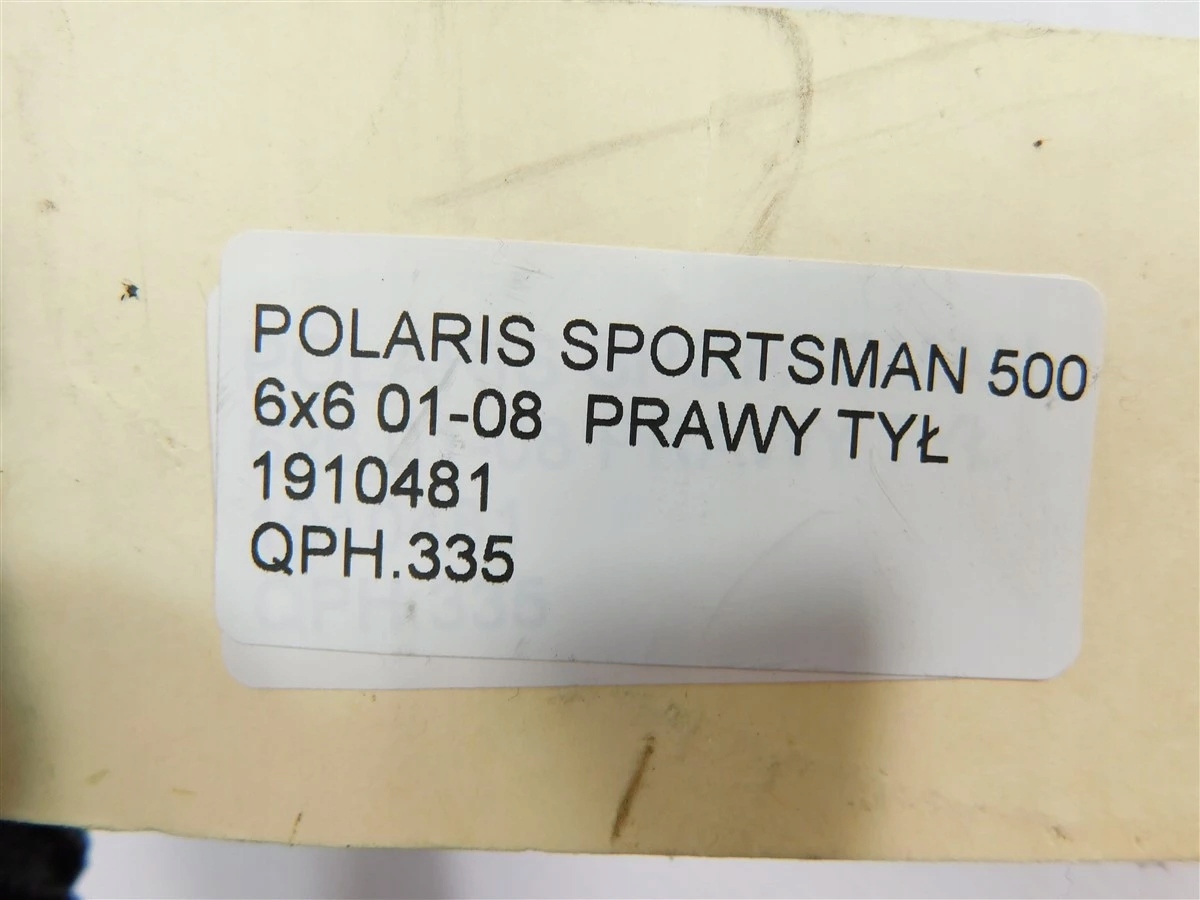 POLARIS SPORTSMAN 500
6x6 01-08 PRAWY TYŁ
1910481
QPH.335